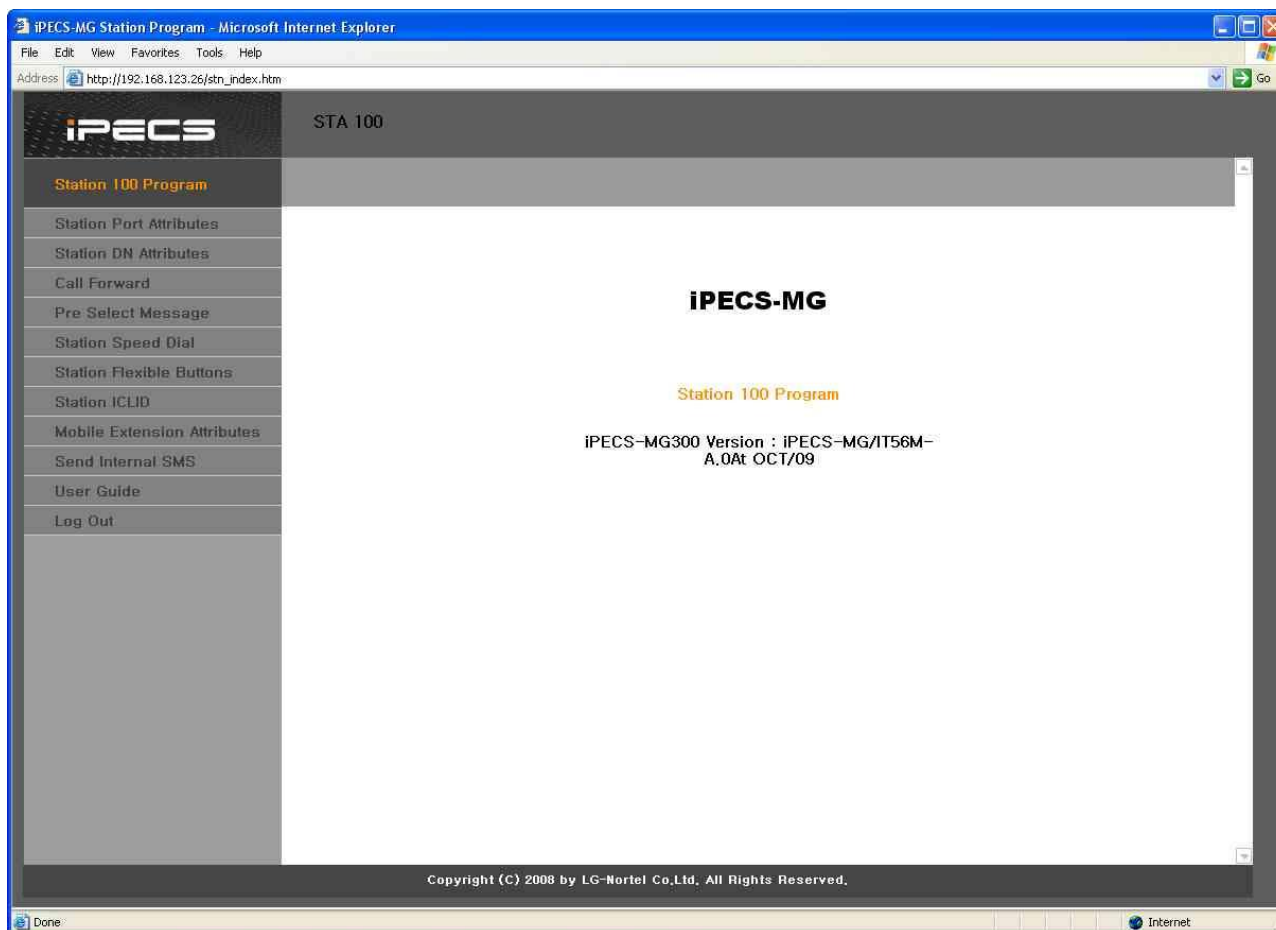 iPECS-MG Station Program - Microsoft Internet Explorer
File Edit View Favorites Tools Help
Address http://192.168.123.26/stn_index.htm Go
iPECS
STA 100
Station 100 Program
Station Port Attributes
Station DN Attributes
Call Forward
Pre Select Message
Station Speed Dial
Station Flexible Buttons
Station ICLID
Mobile Extension Attributes
Send Internal SMS
User Guide
Log Out
iPECS-MG
Station 100 Program
iPECS-MG300 Version : iPECS-MG/IT56M-
A.0At OCT/09
Copyright (C) 2008 by LG-Nortel Co,Ltd. All Rights Reserved.
Done Internet